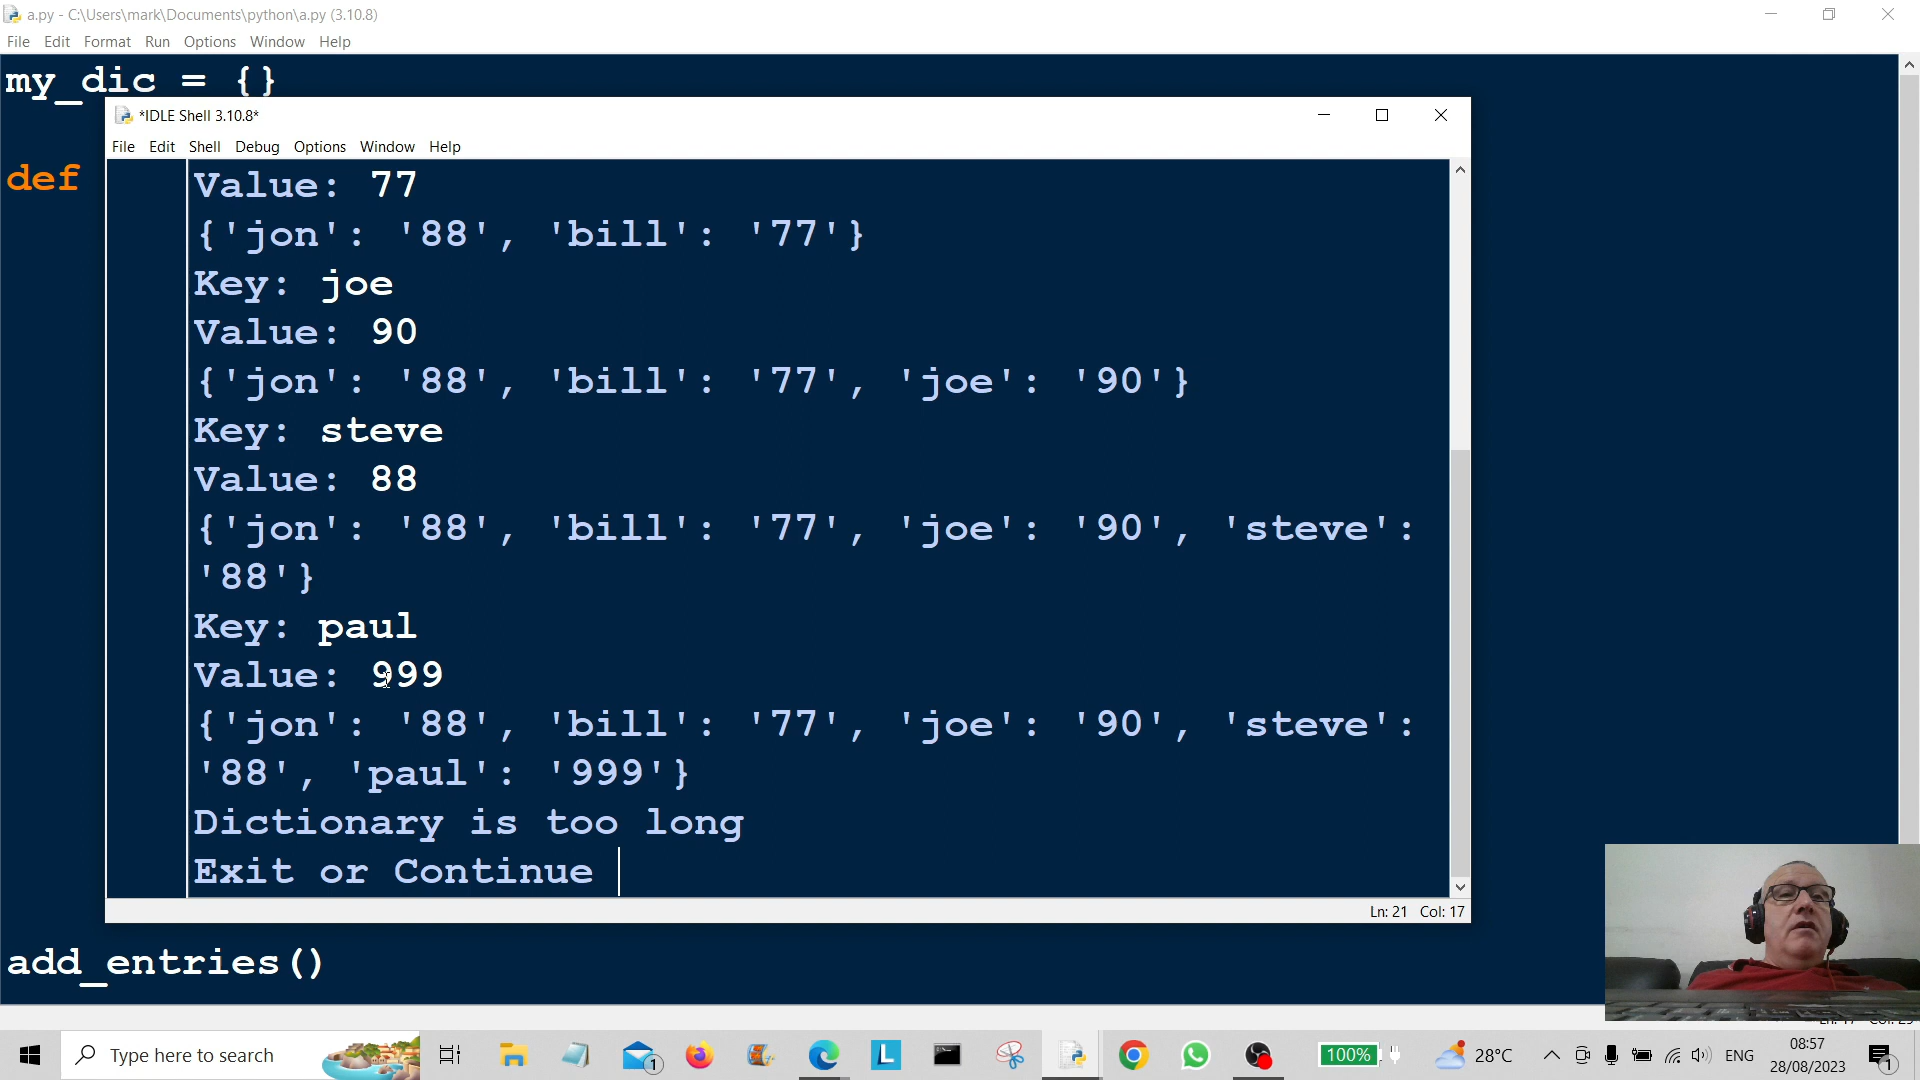 a.py - C:\Users\mark\Documents\python\a.py (3.10.8)
File Edit Format Run Options Window Help
my_dic = {}
*IDLE Shell 3.10.8*
File Edit Shell Debug Options Window Help
def
Value: 77
{'jon': '88', 'bill': '77'}
Key: joe
Value: 90
{'jon': '88', 'bill': '77', 'joe': '90'}
Key: steve
Value: 88
{'jon': '88', 'bill': '77', 'joe': '90', 'steve':
'88'}
Key: paul
Value: 999
{'jon': '88', 'bill': '77', 'joe': '90', 'steve':
'88', 'paul': '999'}
Dictionary is too long
Exit or Continue
Ln: 21 Col: 17
add_entries()
Type here to search
1
L
100%
28°C
ENG
08:57
28/08/2023
1